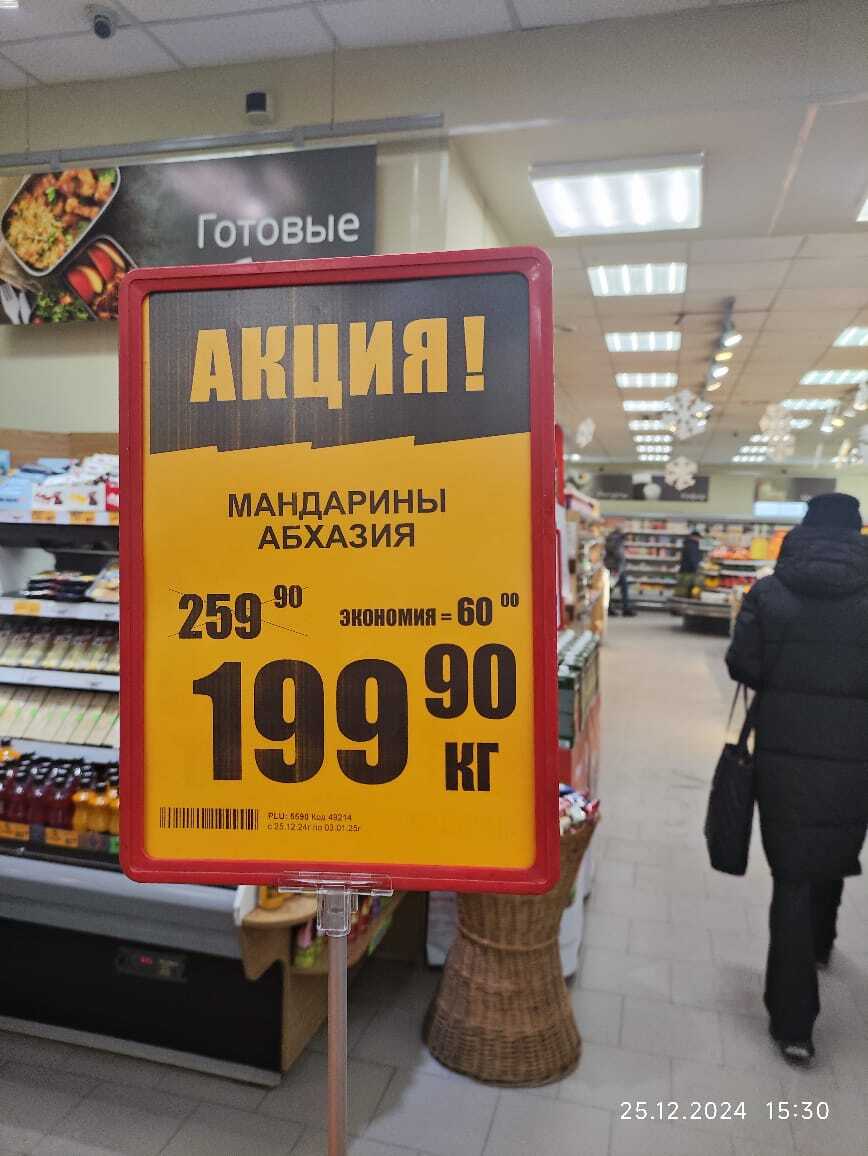 Готовые
АКЦИЯ!
МАНДАРИНЫ
АБХАЗИЯ
259 90 ЭКОНОМИЯ = 60 00
199 90
КГ
PLU: 5590 Код 49214
с 25.12.24г по 03.01.25г
25.12.2024 15:30